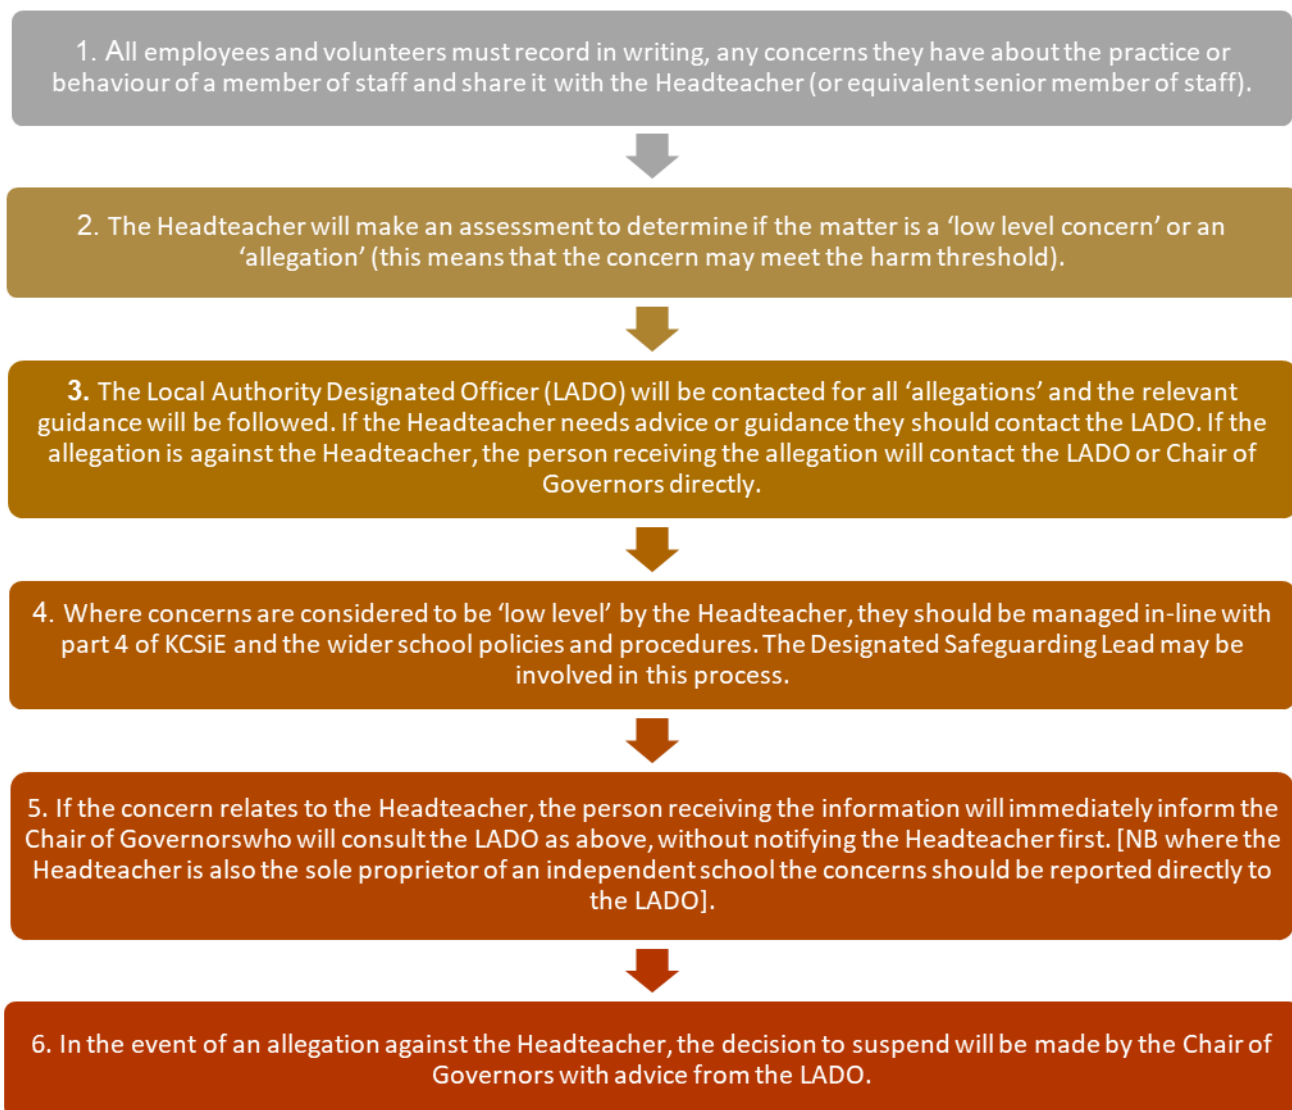 1. All employees and volunteers must record in writing, any concerns they have about the practice or
behaviour of a member of staff and share it with the Headteacher (or equivalent senior member of staff).
2. The Headteacher will make an assessment to determine if the matter is a ‘low level concern’ or an
‘allegation’ (this means that the concern may meet the harm threshold).
3. The Local Authority Designated Officer (LADO) will be contacted for all ‘allegations’ and the relevant
guidance will be followed. If the Headteacher needs advice or guidance they should contact the LADO. If the
allegation is against the Headteacher, the person receiving the allegation will contact the LADO or Chair of
Governors directly.
4. Where concerns are considered to be ‘low level’ by the Headteacher, they should be managed in-line with
part 4 of KCSiE and the wider school policies and procedures. The Designated Safeguarding Lead may be
involved in this process.
5. If the concern relates to the Headteacher, the person receiving the information will immediately inform the
Chair of Governorswho will consult the LADO as above, without notifying the Headteacher first. [NB where the
Headteacher is also the sole proprietor of an independent school the concerns should be reported directly to
the LADO].
6. In the event of an allegation against the Headteacher, the decision to suspend will be made by the Chair of
Governors with advice from the LADO.